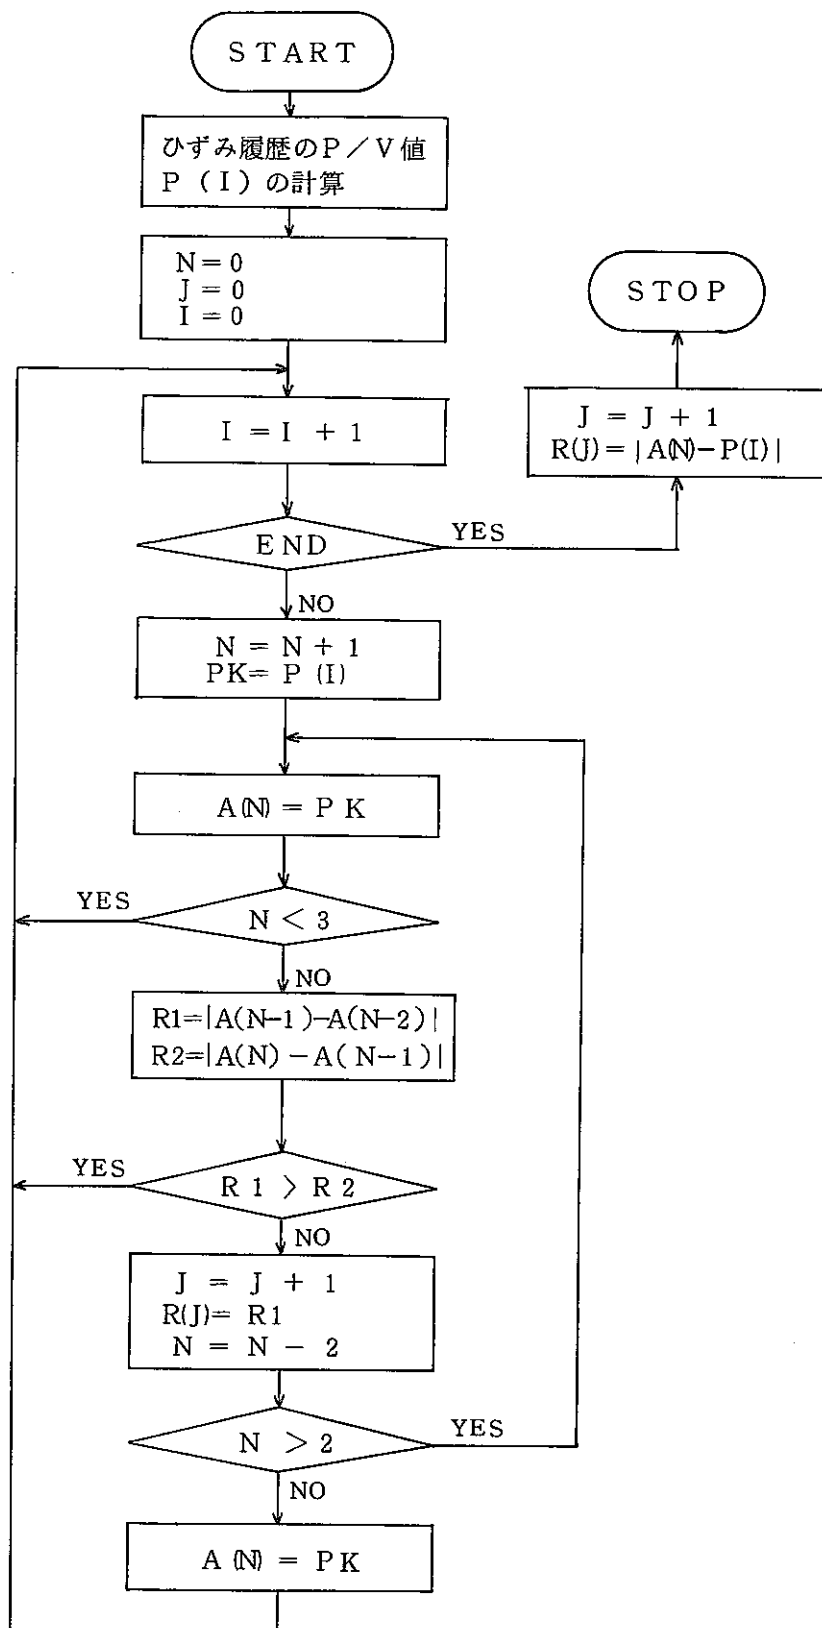 START
ひずみ履歴のP/V値
P(I)の計算
N=0
J=0
I=0
STOP
I=I+1
J=J+1
R(J)=|A(N)-P(I)|
END
YES
NO
N=N+1
PK=P(I)
A(N)=PK
YES
N<3
NO
R1=|A(N-1)-A(N-2)|
R2=|A(N)-A(N-1)|
YES
R1>R2
NO
J=J+1
R(J)=R1
N=N-2
N>2
YES
NO
A(N)=PK